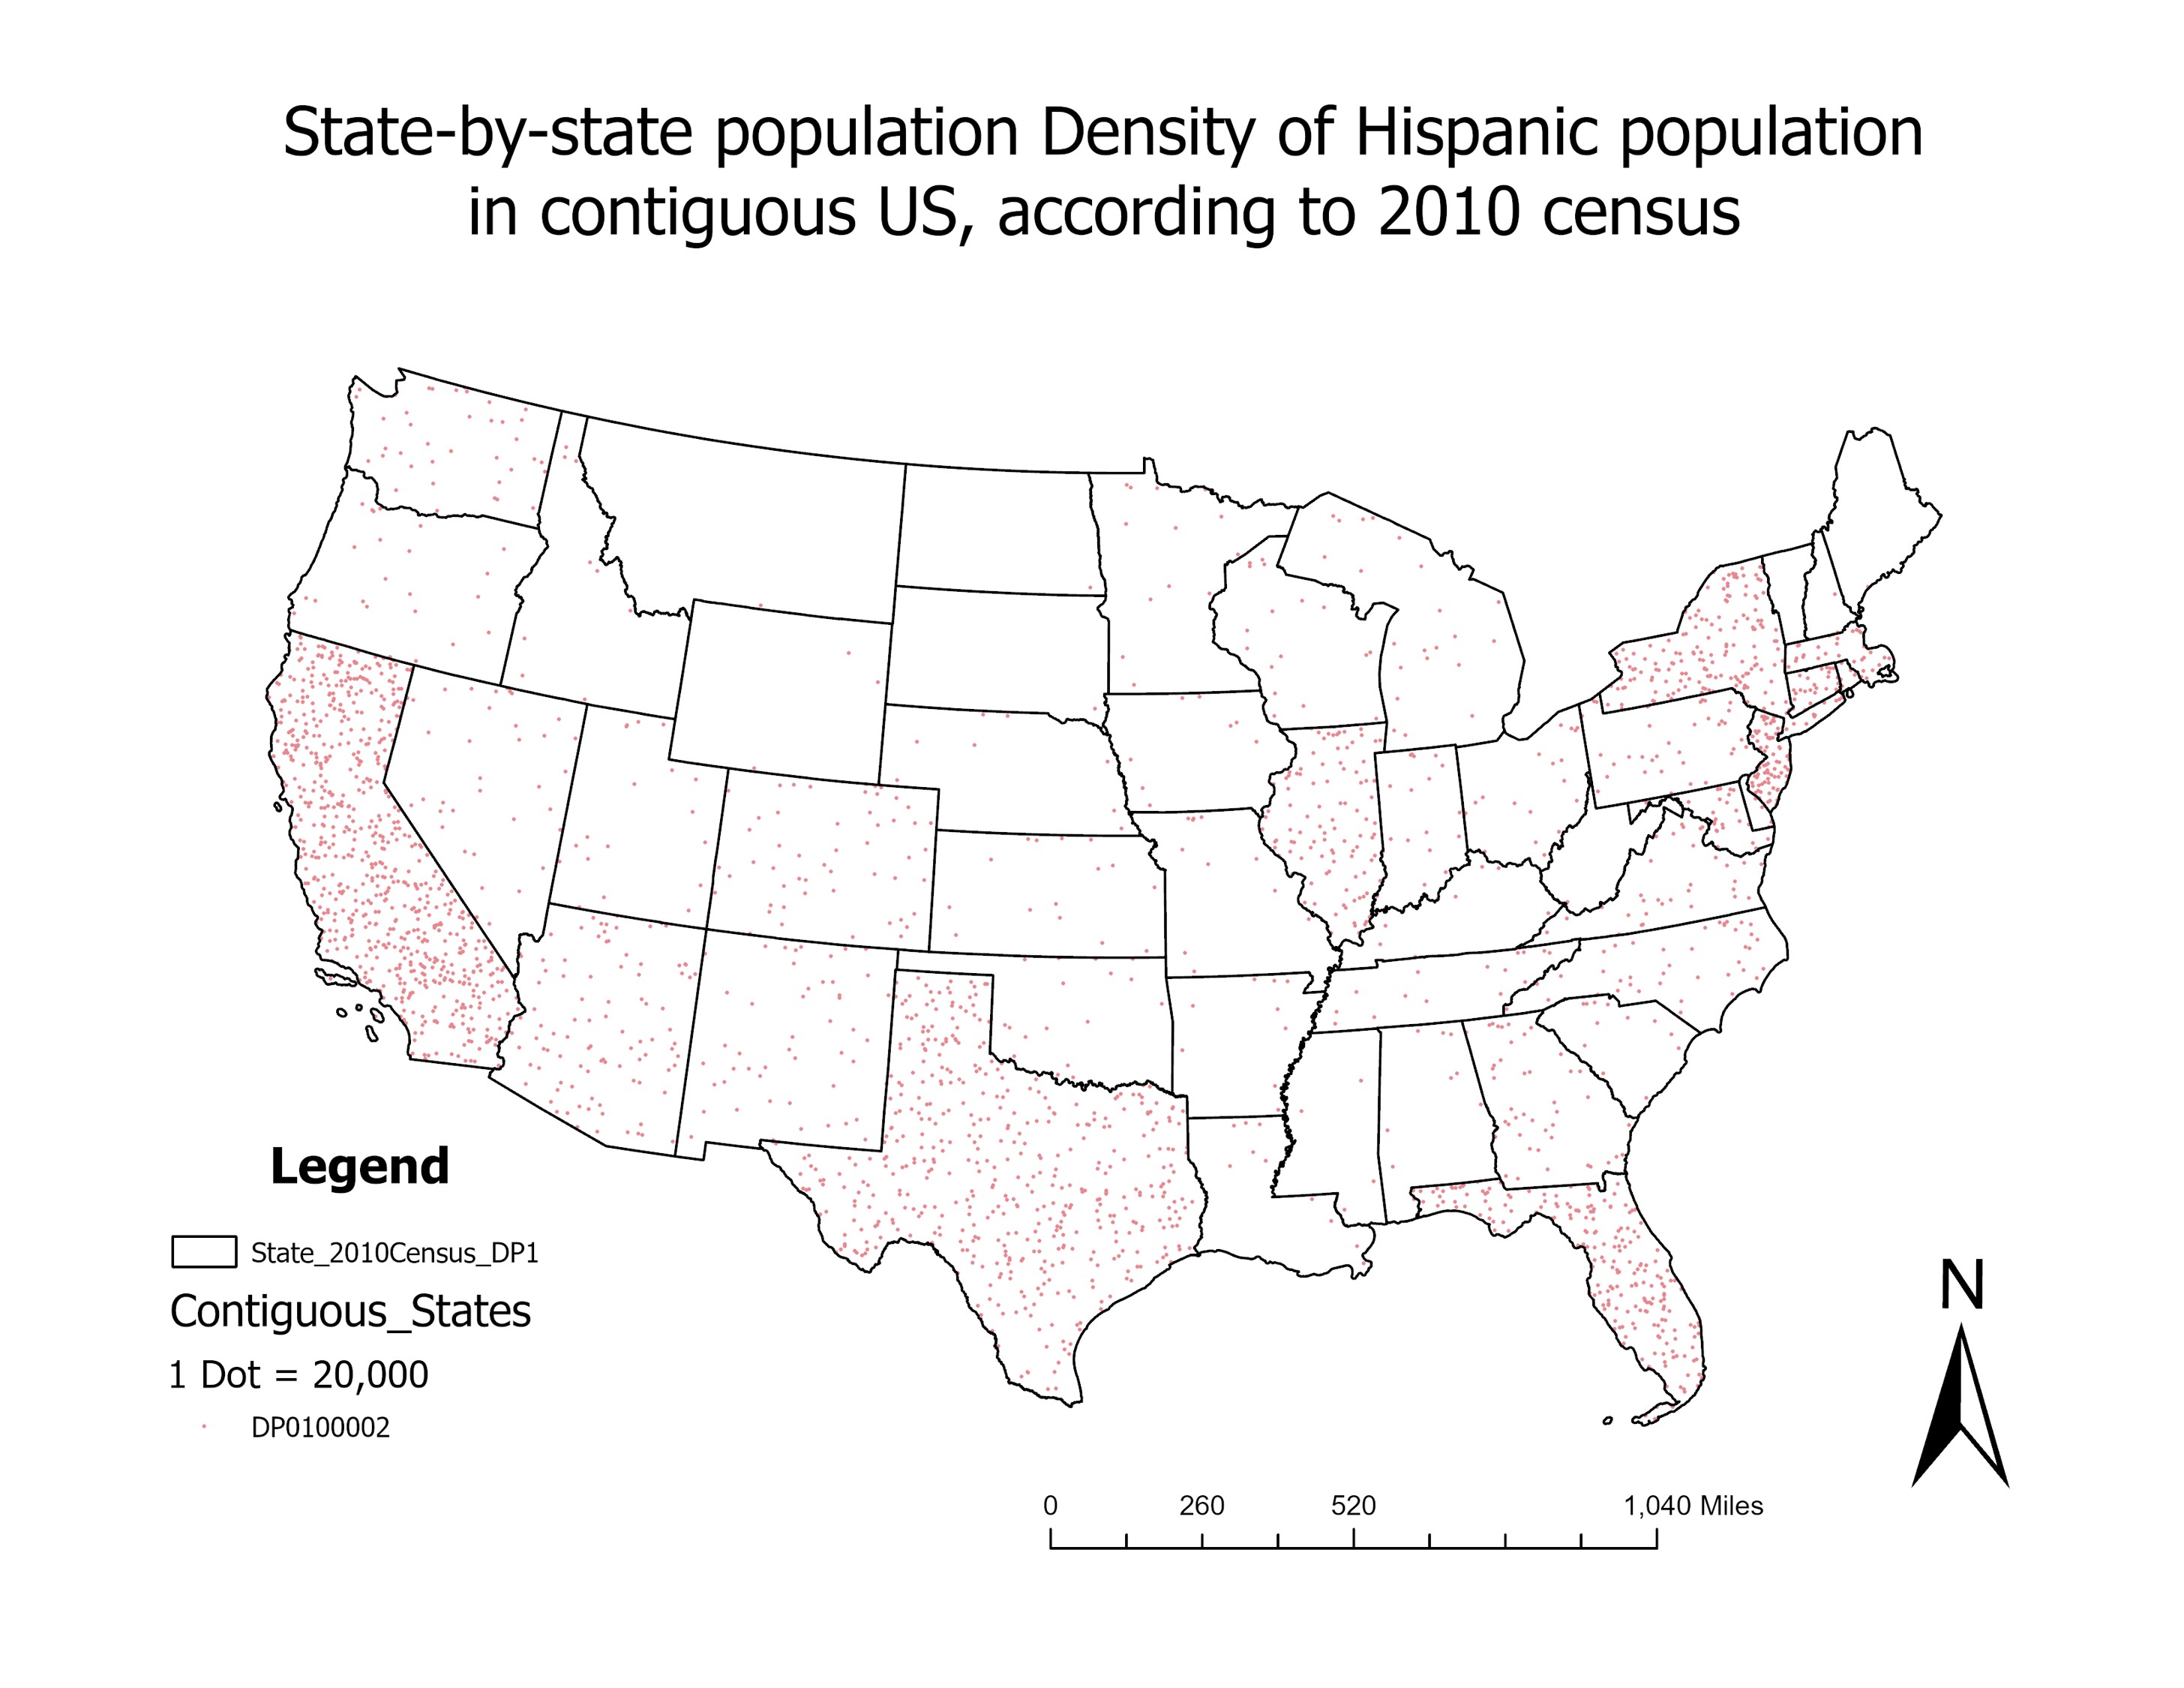 State-by-state population Density of Hispanic population
in contiguous US, according to 2010 census
Legend
State_2010Census_DP1
Contiguous_States
1 Dot = 20,000
DP0100002
N
0 260 520 1,040 Miles